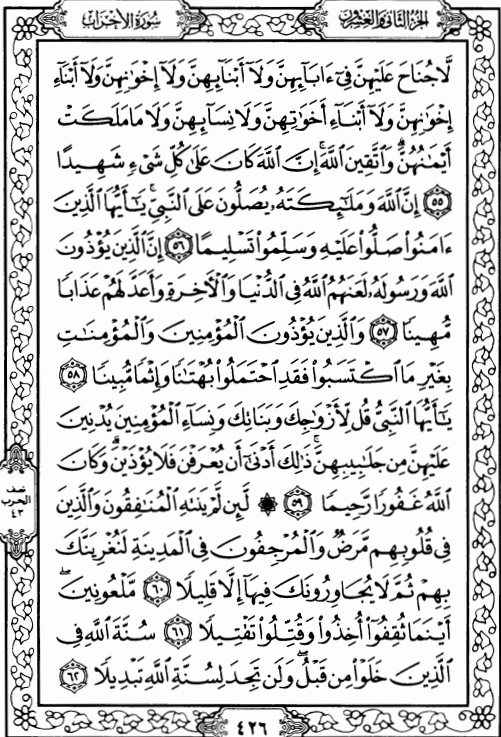 الجزء الثاني والعشرون
سورة الأحزاب
لَّا جُنَاحَ عَلَيْهِنَّ فِىٓ ءَابَآئِهِنَّ وَلَآ أَبْنَآئِهِنَّ وَلَآ إِخْوَٰنِهِنَّ وَلَآ أَبْنَآءِ
إِخْوَٰنِهِنَّ وَلَآ أَبْنَآءِ أَخَوَٰتِهِنَّ وَلَا نِسَآئِهِنَّ وَلَا مَا مَلَكَتْ
أَيْمَٰنُهُنَّ ۗ وَٱتَّقِينَ ٱللَّهَ ۚ إِنَّ ٱللَّهَ كَانَ عَلَىٰ كُلِّ شَىْءٍ شَهِيدًا
٥٥ إِنَّ ٱللَّهَ وَمَلَٰٓئِكَتَهُۥ يُصَلُّونَ عَلَى ٱلنَّبِىِّ ۚ يَٰٓأَيُّهَا ٱلَّذِينَ
ءَامَنُوا۟ صَلُّوا۟ عَلَيْهِ وَسَلِّمُوا۟ تَسْلِيمًا ٥٦ إِنَّ ٱلَّذِينَ يُؤْذُونَ
ٱللَّهَ وَرَسُولَهُۥ لَعَنَهُمُ ٱللَّهُ فِى ٱلدُّنْيَا وَٱلْءَاخِرَةِ وَأَعَدَّ لَهُمْ عَذَابًا
مُّهِينًا ٥٧ وَٱلَّذِينَ يُؤْذُونَ ٱلْمُؤْمِنِينَ وَٱلْمُؤْمِنَٰتِ
بِغَيْرِ مَا ٱكْتَسَبُوا۟ فَقَدِ ٱحْتَمَلُوا۟ بُهْتَٰنًا وَإِثْمًا مُّبِينًا ٥٨
يَٰٓأَيُّهَا ٱلنَّبِىُّ قُل لِّأَزْوَٰجِكَ وَبَنَاتِكَ وَنِسَآءِ ٱلْمُؤْمِنِينَ يُدْنِينَ
عَلَيْهِنَّ مِن جَلَٰبِيبِهِنَّ ۚ ذَٰلِكَ أَدْنَىٰٓ أَن يُعْرَفْنَ فَلَا يُؤْذَيْنَ ۗ وَكَانَ
ٱللَّهُ غَفُورًا رَّحِيمًا ٥٩ ۞ لَّئِن لَّمْ يَنتَهِ ٱلْمُنَٰفِقُونَ وَٱلَّذِينَ
فِى قُلُوبِهِم مَّرَضٌ وَٱلْمُرْجِفُونَ فِى ٱلْمَدِينَةِ لَنُغْرِيَنَّكَ
بِهِمْ ثُمَّ لَا يُجَاوِرُونَكَ فِيهَآ إِلَّا قَلِيلًا ٦٠ مَّلْعُونِينَ ۖ
أَيْنَمَا ثُقِفُوٓا۟ أُخِذُوا۟ وَقُتِّلُوا۟ تَقْتِيلًا ٦١ سُنَّةَ ٱللَّهِ فِى
ٱلَّذِينَ خَلَوْا۟ مِن قَبْلُ ۖ وَلَن تَجِدَ لِسُنَّةِ ٱللَّهِ تَبْدِيلًا ٦٢
نصف
الحزب
٤٣
٤٢٦